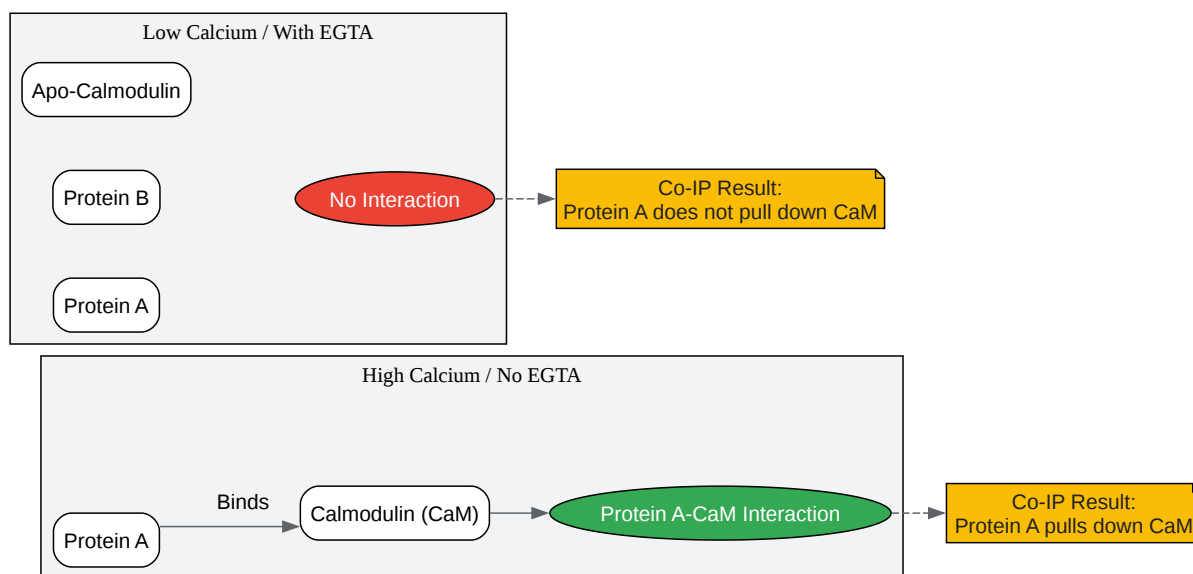 Low Calcium / With EGTA
Apo-Calmodulin
Protein B
No Interaction
Co-IP Result:
Protein A does not pull down CaM
Protein A
High Calcium / No EGTA
Binds
Protein A
Calmodulin (CaM)
Protein A-CaM Interaction
Co-IP Result:
Protein A pulls down CaM